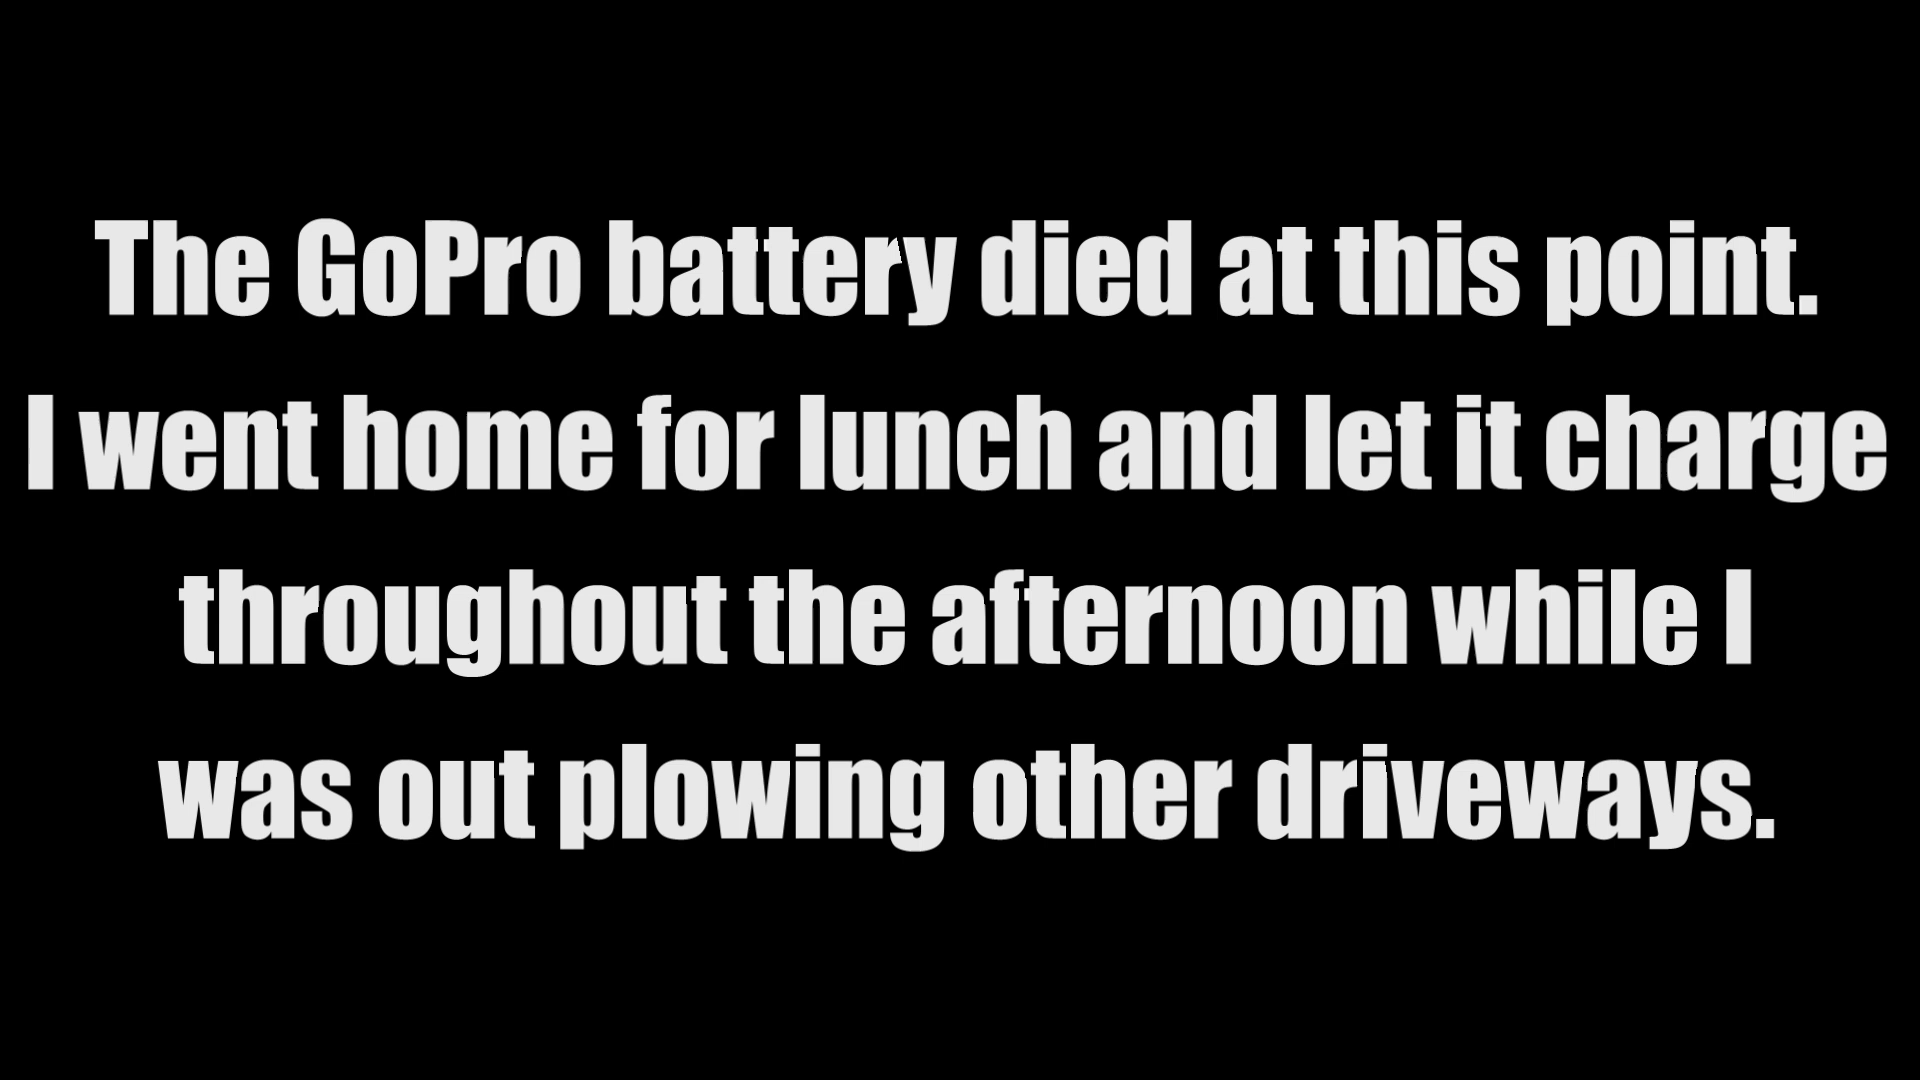 The GoPro battery died at this point.
I went home for lunch and let it charge
throughout the afternoon while I
was out plowing other driveways.